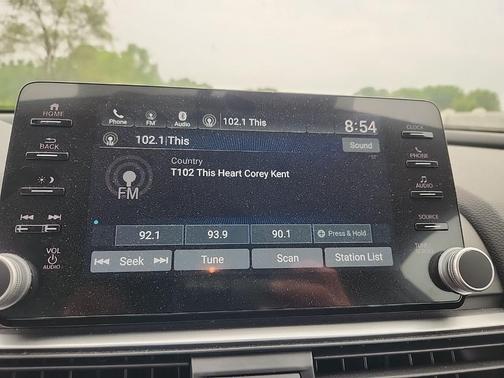 HOME
BACK
VOL
AUDIO
Phone
FM
Audio
102.1 This
8:54
102.1|This
Sound
Country
T102 This Heart Corey Kent
FM
92.1
93.9
90.1
Press & Hold
Seek
Tune
Scan
Station List
CLOCK
PHONE
AUDIO
SOURCE
TUNE